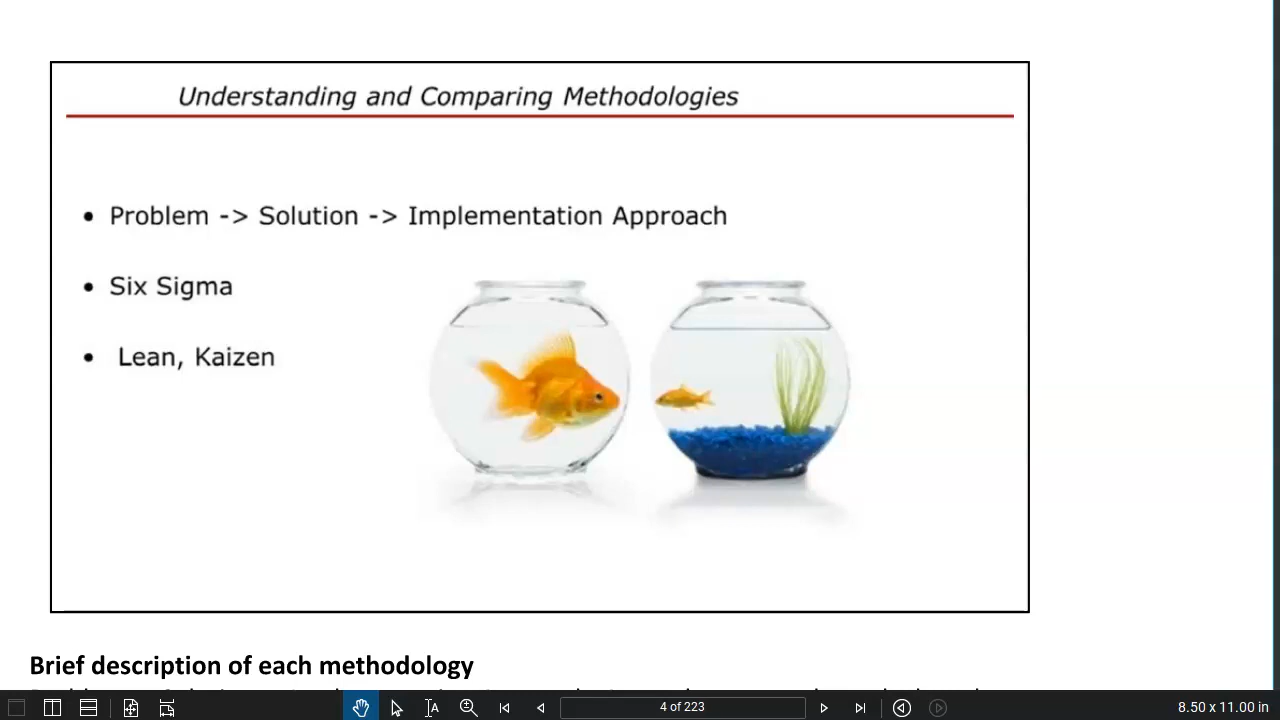 Understanding and Comparing Methodologies
• Problem -> Solution -> Implementation Approach
• Six Sigma
• Lean, Kaizen
Brief description of each methodology
4 of 223
8.50 x 11.00 in